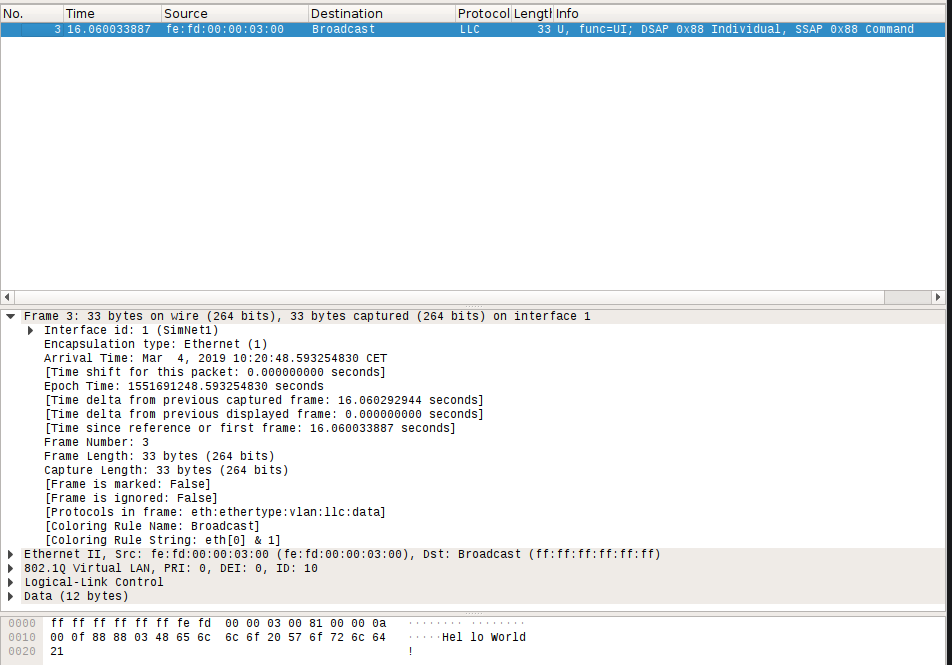 No. Time Source Destination Protocol Length Info
3 16.060033887 fe:fd:00:00:03:00 Broadcast LLC 33 U, func=UI; DSAP 0x88 Individual, SSAP 0x88 Command
Frame 3: 33 bytes on wire (264 bits), 33 bytes captured (264 bits) on interface 1
Interface id: 1 (SimNet1)
Encapsulation type: Ethernet (1)
Arrival Time: Mar  4, 2019 10:20:48.593254830 CET
[Time shift for this packet: 0.000000000 seconds]
Epoch Time: 1551691248.593254830 seconds
[Time delta from previous captured frame: 16.060292944 seconds]
[Time delta from previous displayed frame: 0.000000000 seconds]
[Time since reference or first frame: 16.060033887 seconds]
Frame Number: 3
Frame Length: 33 bytes (264 bits)
Capture Length: 33 bytes (264 bits)
[Frame is marked: False]
[Frame is ignored: False]
[Protocols in frame: eth:ethertype:vlan:llc:data]
[Coloring Rule Name: Broadcast]
[Coloring Rule String: eth[0] & 1]
Ethernet II, Src: fe:fd:00:00:03:00 (fe:fd:00:00:03:00), Dst: Broadcast (ff:ff:ff:ff:ff:ff)
802.1Q Virtual LAN, PRI: 0, DEI: 0, ID: 10
Logical-Link Control
Data (12 bytes)
0000 ff ff ff ff ff ff fe fd  00 00 03 00 81 00 00 0a ········ ········
0010 00 0f 88 88 03 48 65 6c  6c 6f 20 57 6f 72 6c 64 ·····Hel lo World
0020 21 !